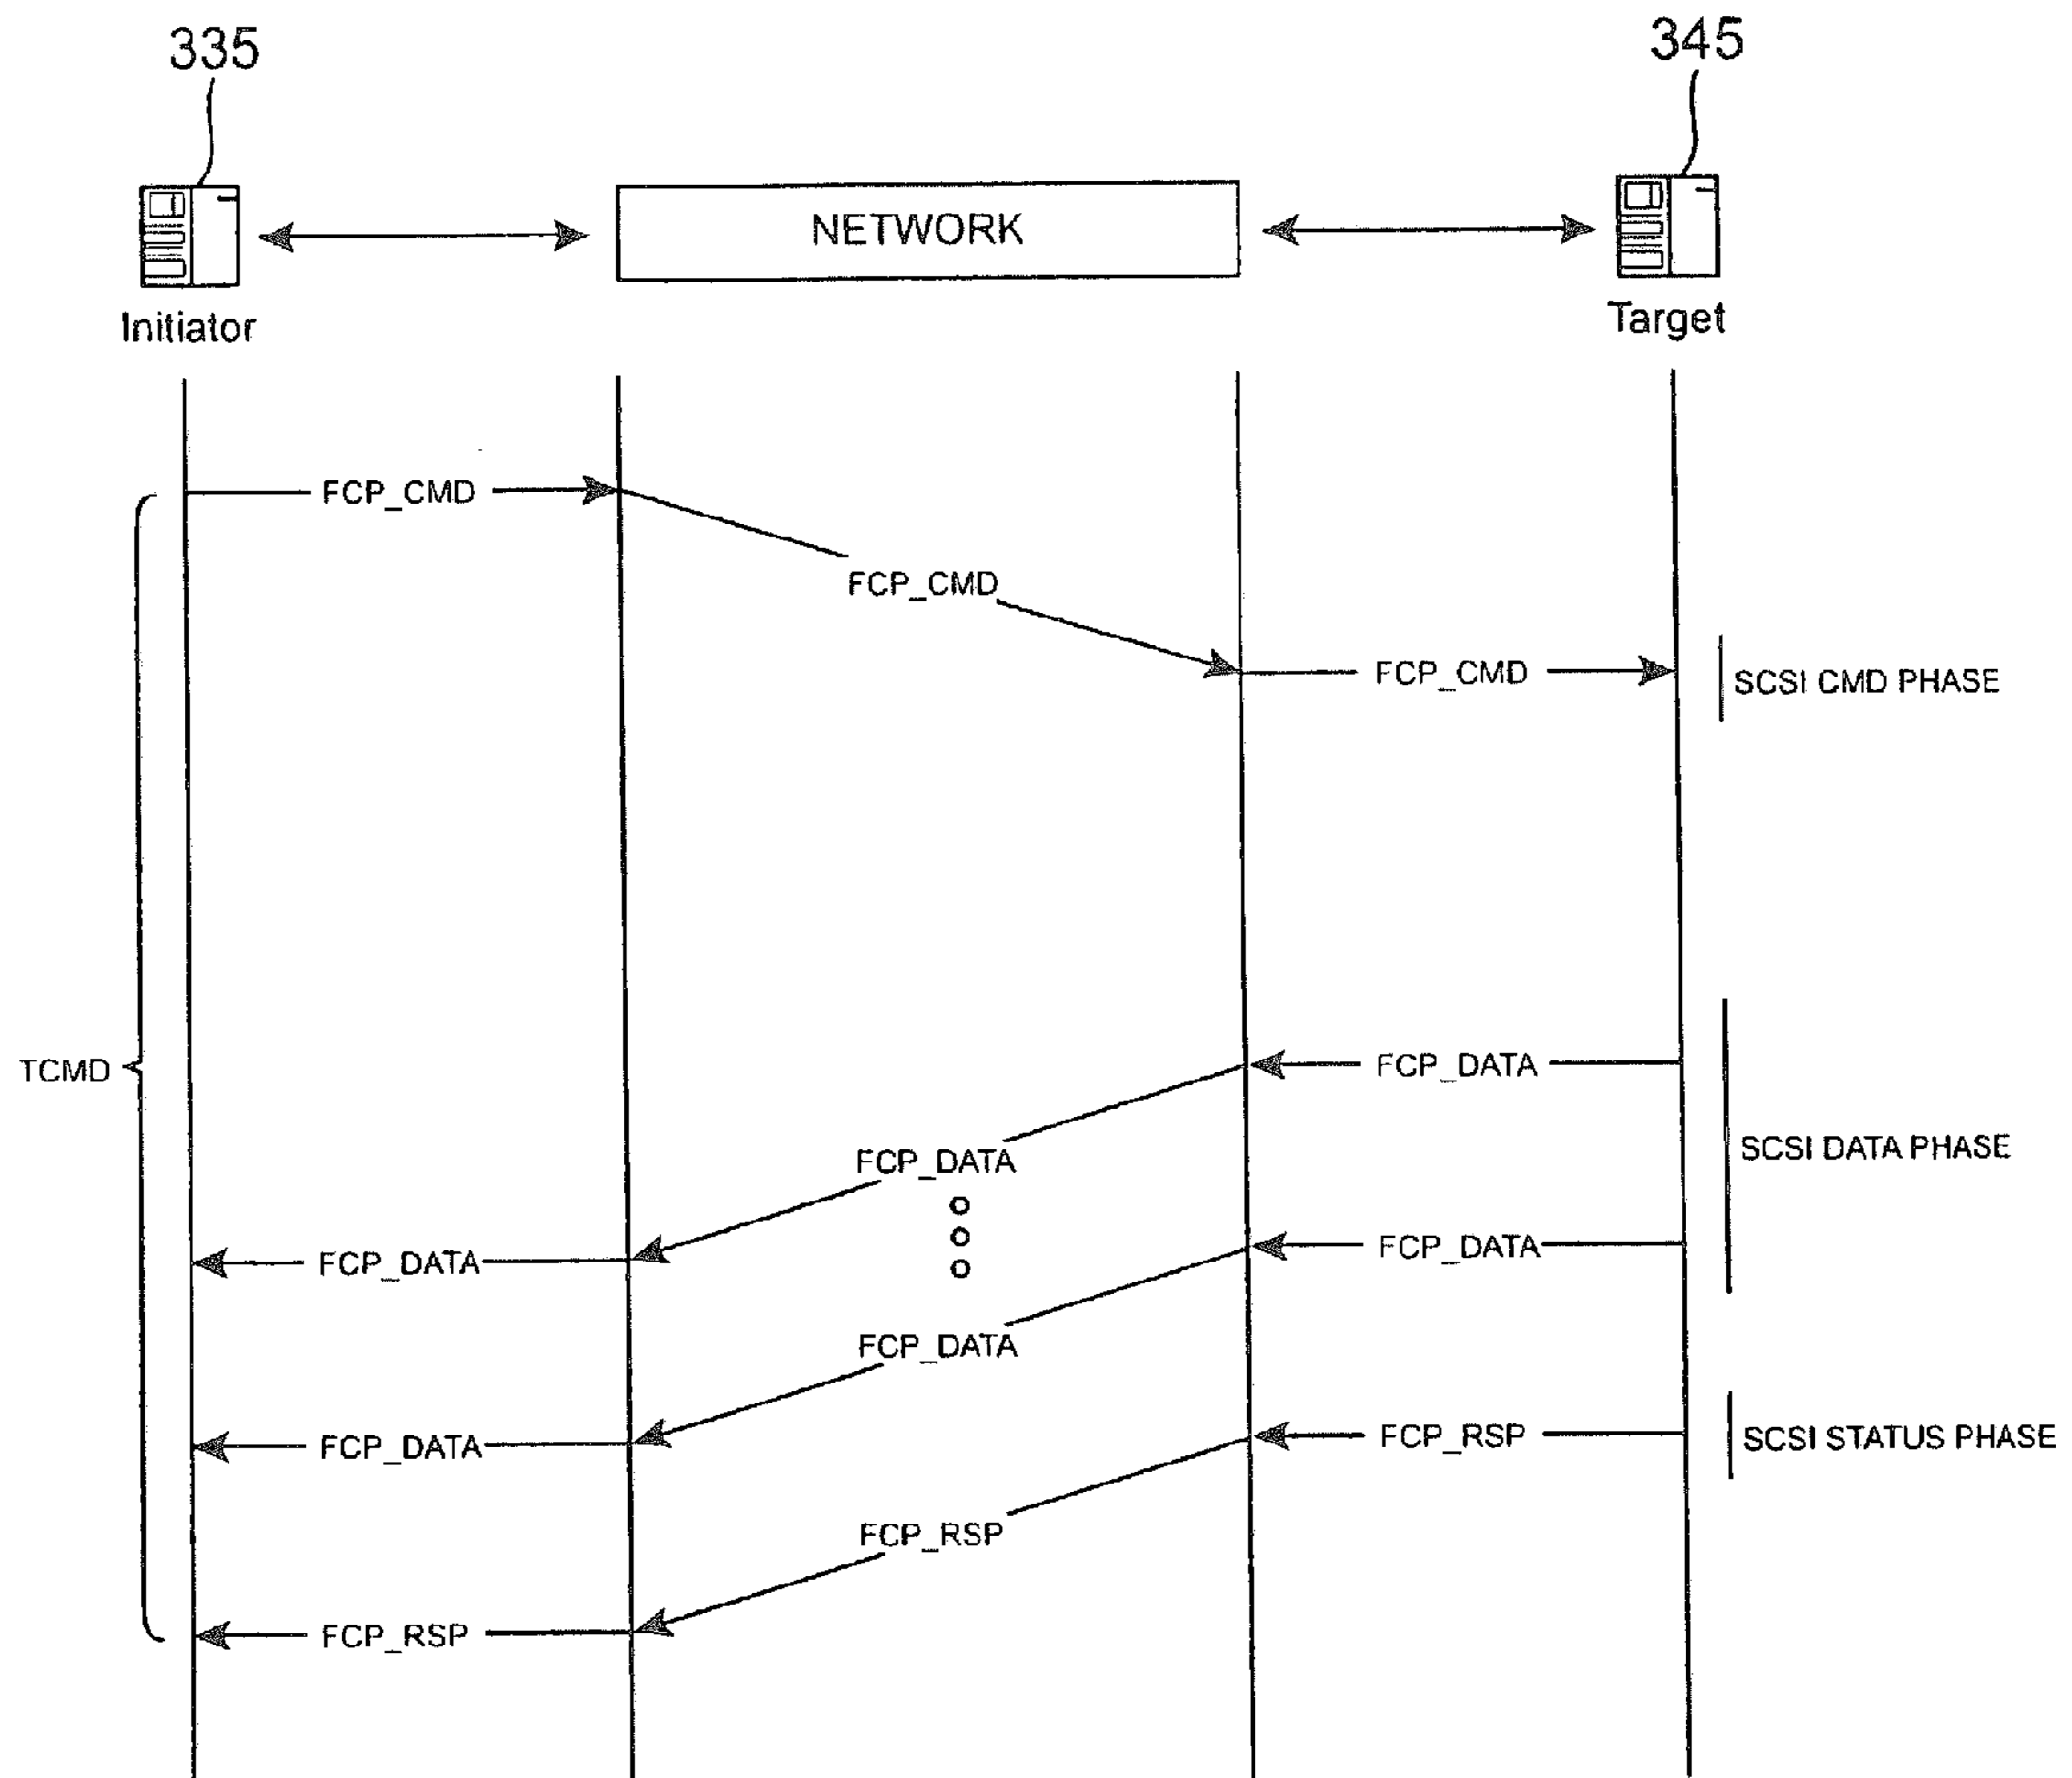 335
345
NETWORK
Initiator
Target
FCP_CMD
FCP_CMD
FCP_CMD
SCSI CMD PHASE
TCMD
FCP_DATA
FCP_DATA
SCSI DATA PHASE
FCP_DATA
FCP_DATA
FCP_DATA
FCP_DATA
FCP_RSP
SCSI STATUS PHASE
FCP_RSP
FCP_RSP